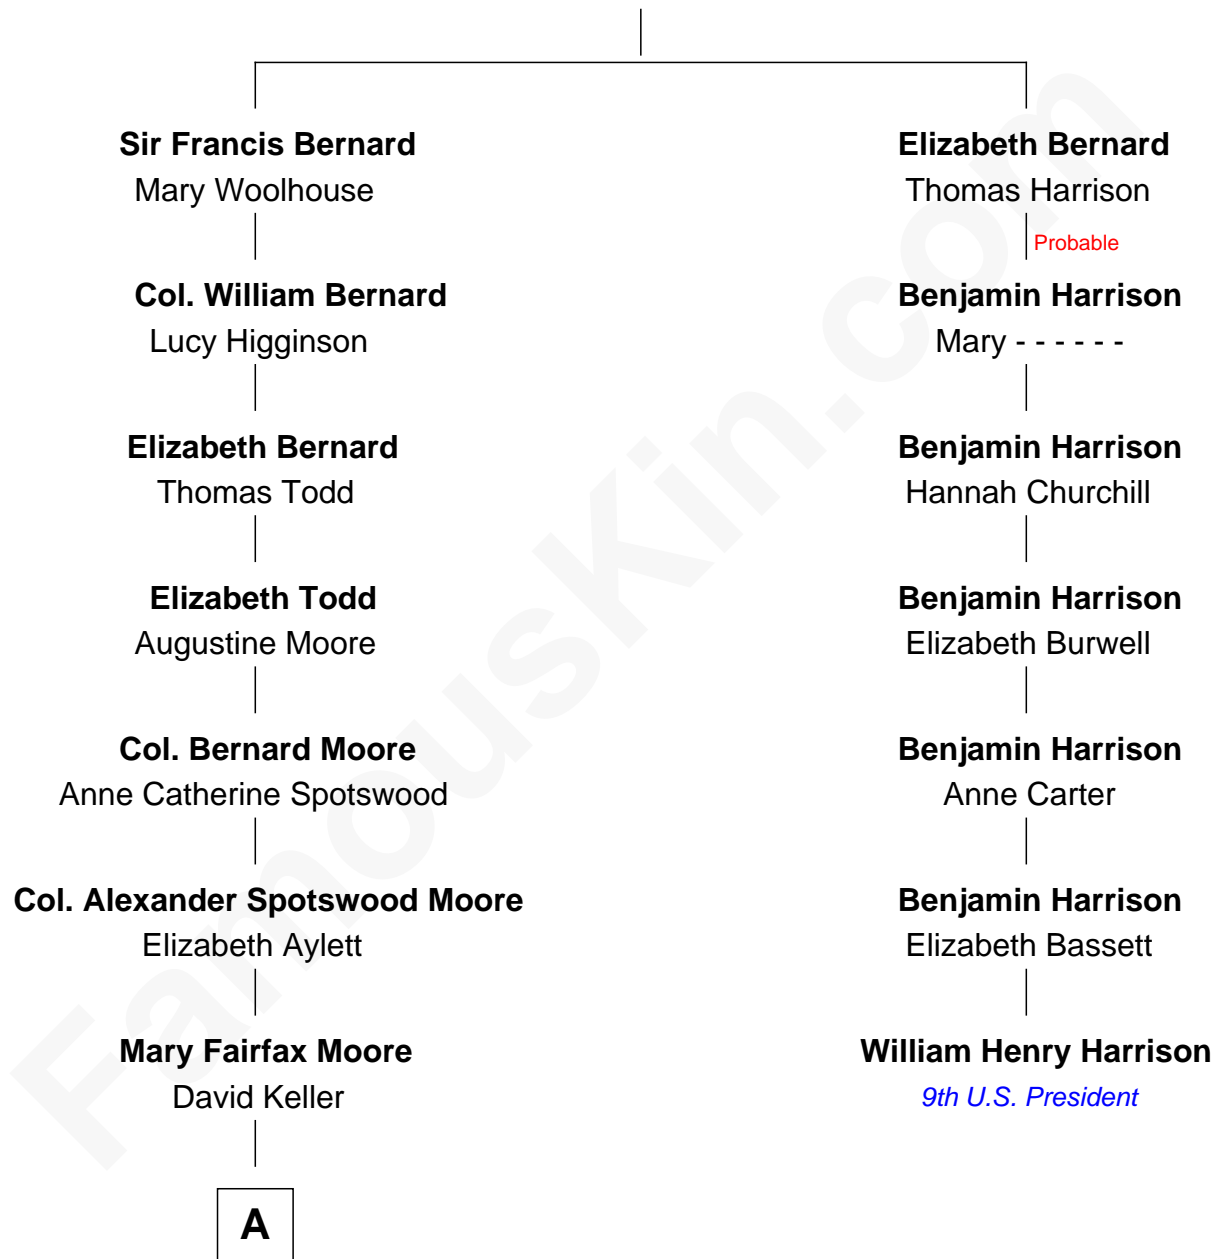 Sir Francis Bernard
Mary Woolhouse
Col. William Bernard
Lucy Higginson
Elizabeth Bernard
Thomas Todd
Elizabeth Todd
Augustine Moore
Col. Bernard Moore
Anne Catherine Spotswood
Col. Alexander Spotswood Moore
Elizabeth Aylett
Mary Fairfax Moore
David Keller
A
Elizabeth Bernard
Thomas Harrison
Probable
Benjamin Harrison
Mary - - - - - -
Benjamin Harrison
Hannah Churchill
Benjamin Harrison
Elizabeth Burwell
Benjamin Harrison
Anne Carter
Benjamin Harrison
Elizabeth Bassett
William Henry Harrison
9th U.S. President
FamousKin.com